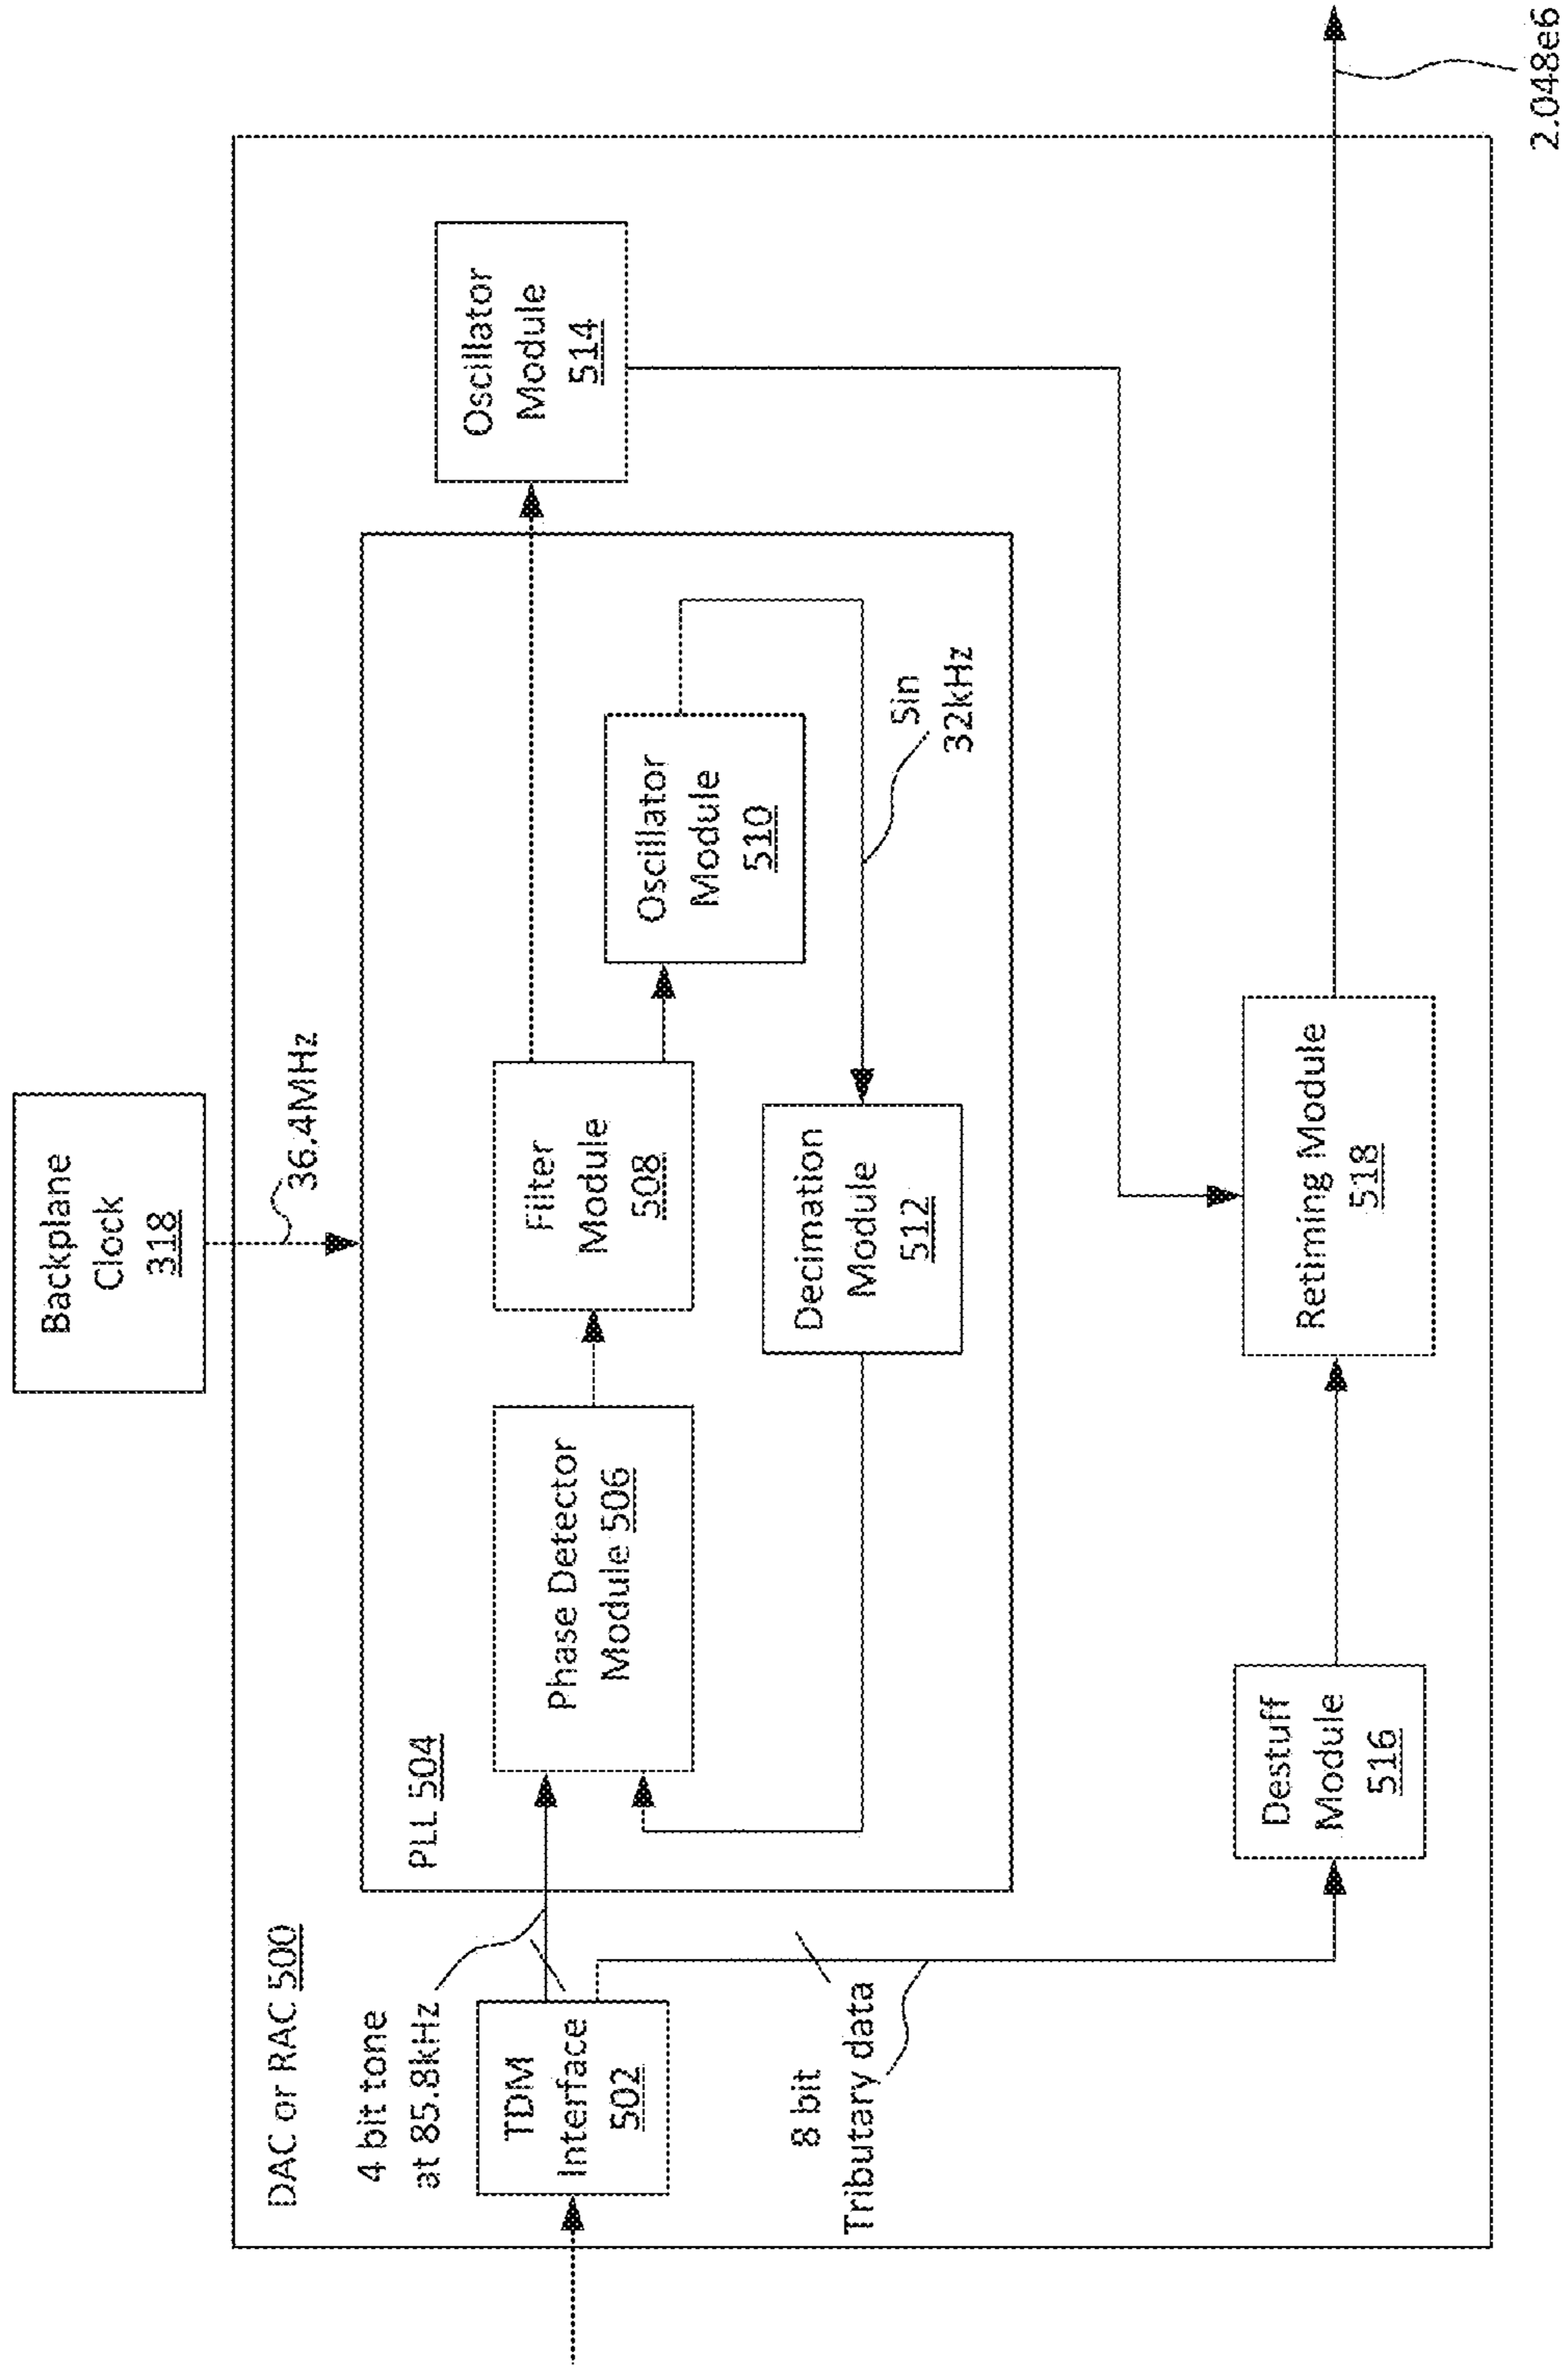 Backplane
Clock
318
36.4MHz
DAC or RAC 500
4 bit tone
at 85.8kHz
PLL 504
TDM
Interface
502
Phase Detector
Module 506
Filter
Module
508
Oscillator
Module
514
Oscillator
Module
510
Decimation
Module
512
Sin
32kHz
8 bit
Tributary data
Destuff
Module
516
Retiming Module
518
2.048e6